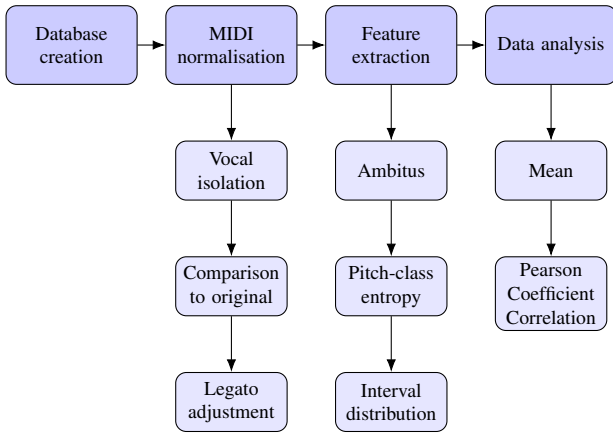 Database
creation
MIDI
normalisation
Feature
extraction
Data analysis
Vocal
isolation
Ambitus
Mean
Comparison
to original
Pitch-class
entropy
Pearson
Coefficient
Correlation
Legato
adjustment
Interval
distribution